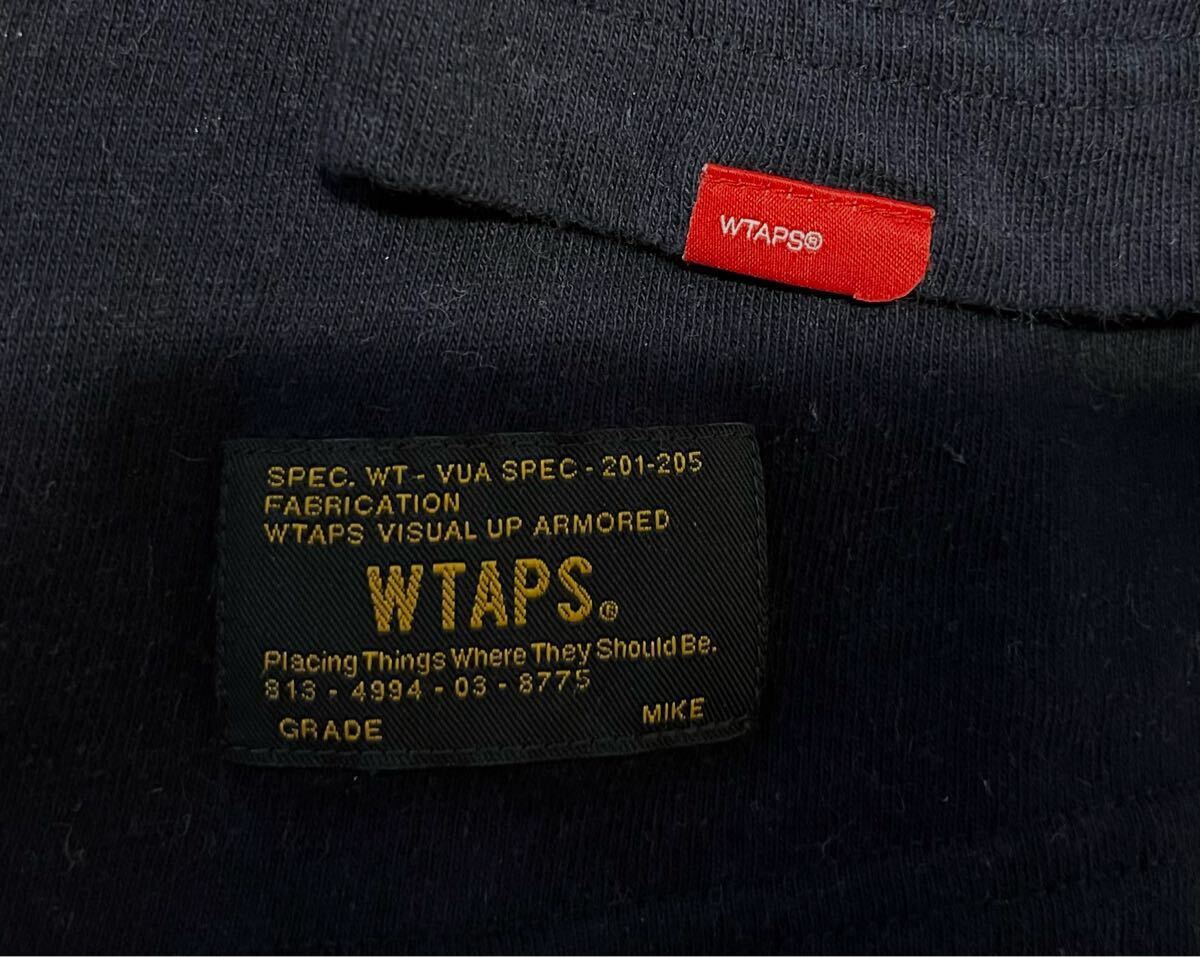 WTAPS®
SPEC. WT - VUA SPEC - 201-205
FABRICATION
WTAPS VISUAL UP ARMORED
WTAPS®
Placing Things Where They Should Be.
813 - 4994 - 03 - 8775
GRADE MIKE